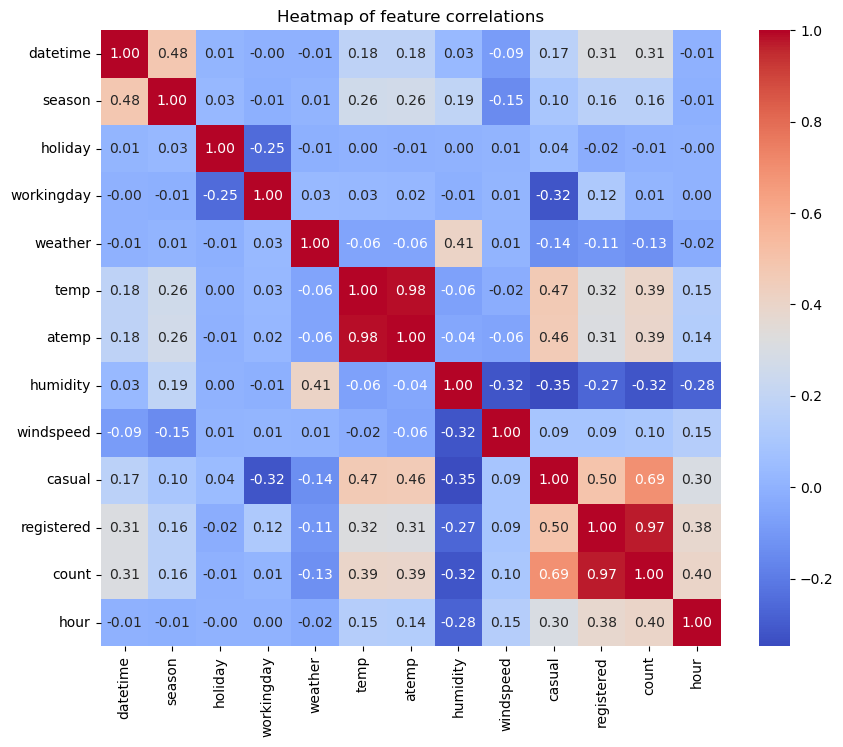 Heatmap of feature correlations
datetime 1.00 0.48 0.01 -0.00 -0.01 0.18 0.18 0.03 -0.09 0.17 0.31 0.31 -0.01
season 0.48 1.00 0.03 -0.01 0.01 0.26 0.26 0.19 -0.15 0.10 0.16 0.16 -0.01
holiday 0.01 0.03 1.00 -0.25 -0.01 0.00 -0.01 0.00 0.01 0.04 -0.02 -0.01 -0.00
workingday -0.00 -0.01 -0.25 1.00 0.03 0.03 0.02 -0.01 0.01 -0.32 0.12 0.01 0.00
weather -0.01 0.01 -0.01 0.03 1.00 -0.06 -0.06 0.41 0.01 -0.14 -0.11 -0.13 -0.02
temp 0.18 0.26 0.00 0.03 -0.06 1.00 0.98 -0.06 -0.02 0.47 0.32 0.39 0.15
atemp 0.18 0.26 -0.01 0.02 -0.06 0.98 1.00 -0.04 -0.06 0.46 0.31 0.39 0.14
humidity 0.03 0.19 0.00 -0.01 0.41 -0.06 -0.04 1.00 -0.32 -0.35 -0.27 -0.32 -0.28
windspeed -0.09 -0.15 0.01 0.01 0.01 -0.02 -0.06 -0.32 1.00 0.09 0.09 0.10 0.15
casual 0.17 0.10 0.04 -0.32 -0.14 0.47 0.46 -0.35 0.09 1.00 0.50 0.69 0.30
registered 0.31 0.16 -0.02 0.12 -0.11 0.32 0.31 -0.27 0.09 0.50 1.00 0.97 0.38
count 0.31 0.16 -0.01 0.01 -0.13 0.39 0.39 -0.32 0.10 0.69 0.97 1.00 0.40
hour -0.01 -0.01 -0.00 0.00 -0.02 0.15 0.14 -0.28 0.15 0.30 0.38 0.40 1.00
datetime season holiday workingday weather temp atemp humidity windspeed casual registered count hour
1.0
0.8
0.6
0.4
0.2
0.0
−0.2